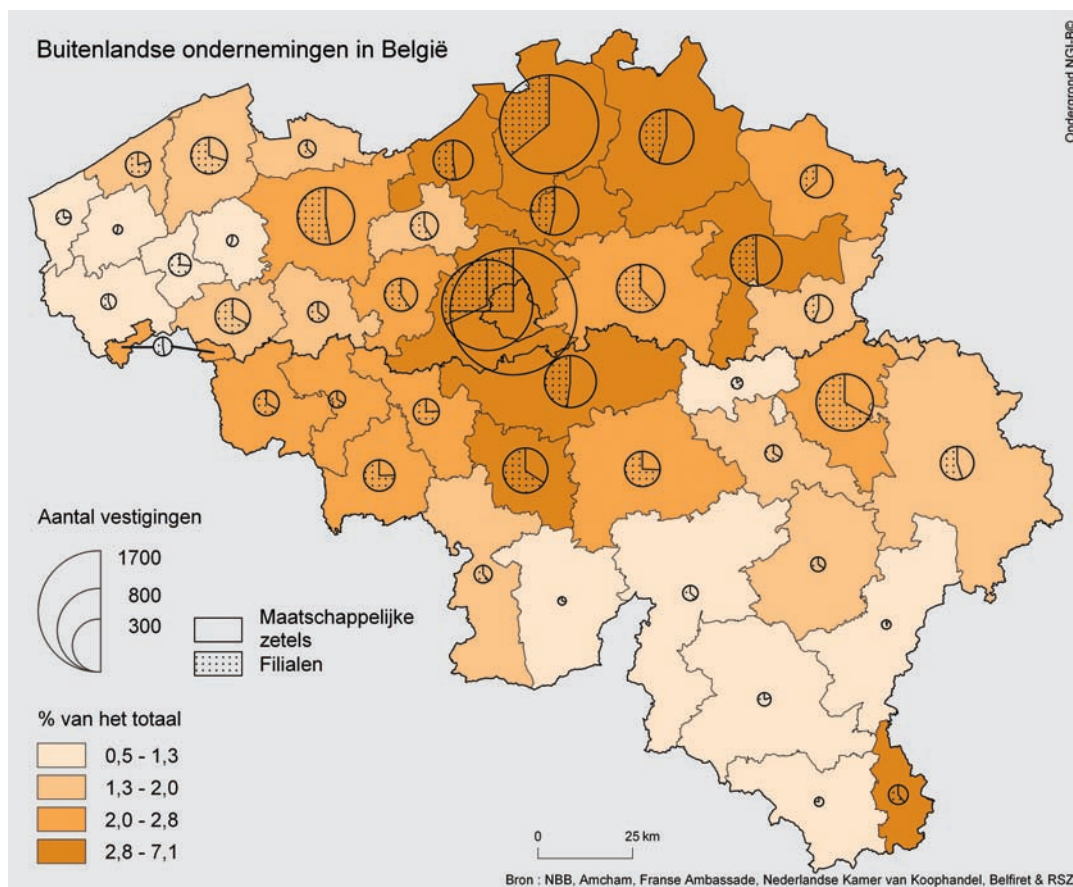 Buitenlandse ondernemingen in België
Ondergrond NGI-B©
Aantal vestigingen
1700
800
300
Maatschappelijke
zetels
Filialen
% van het totaal
0,5 - 1,3
1,3 - 2,0
2,0 - 2,8
2,8 - 7,1
0 25 km
Bron : NBB, Amcham, Franse Ambassade, Nederlandse Kamer van Koophandel, Belfiret & RSZ